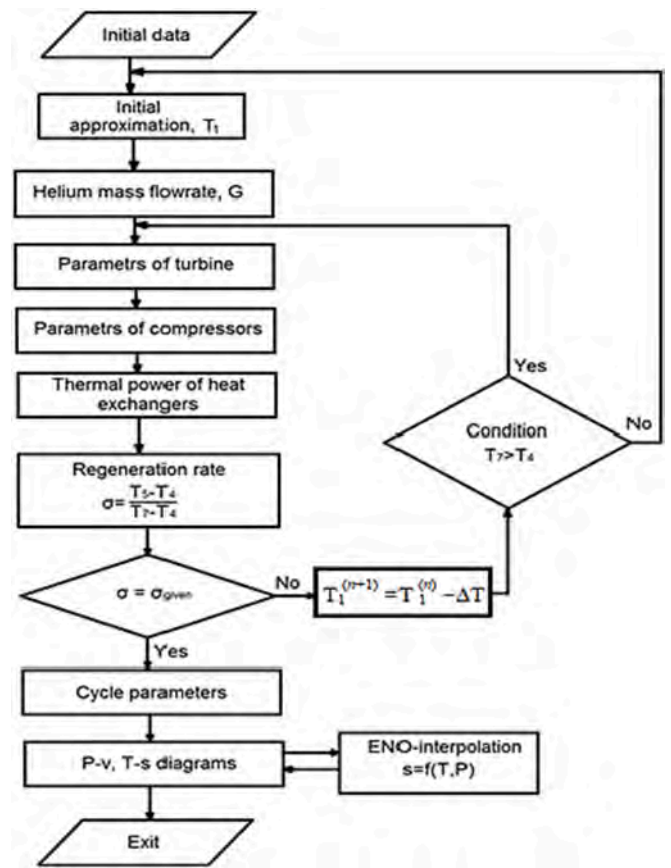 Initial data
Initial
approximation, T₁
Helium mass flowrate, G
Parametrs of turbine
Parametrs of compressors
Thermal power of heat
exchangers
Regeneration rate
σ=T₅-T₄/T₇-T₄
σ = σgiven
No
T₁⁽ⁿ⁺¹⁾ = T₁⁽ⁿ⁾ − ΔT
Yes
Condition
T₇>T₄
Yes
No
Cycle parameters
P-v, T-s diagrams
ENO-interpolation
s=f(T,P)
Exit